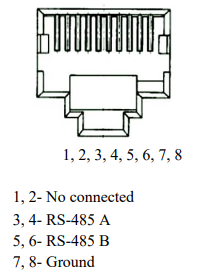 1, 2, 3, 4, 5, 6, 7, 8
1, 2- No connected
3, 4- RS-485 A
5, 6- RS-485 B
7, 8- Ground